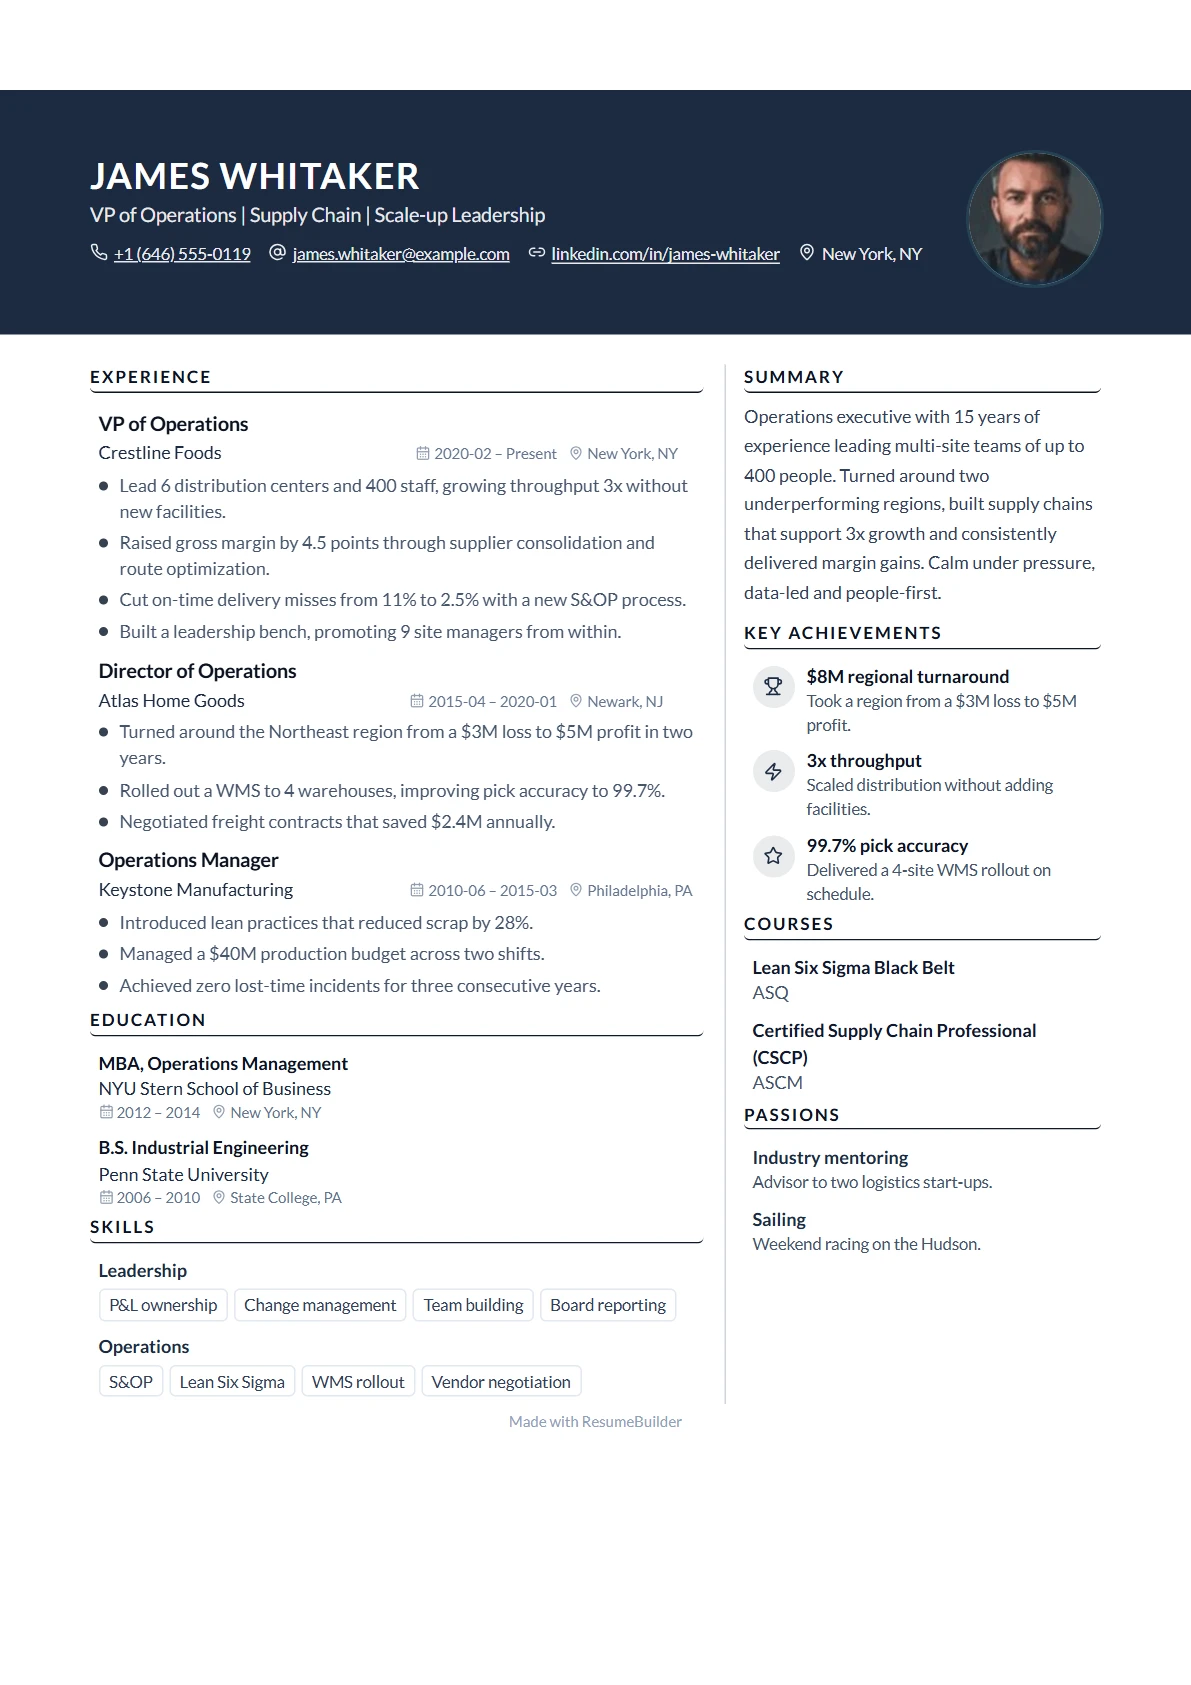 JAMES WHITAKER
VP of Operations | Supply Chain | Scale-up Leadership
+1 (646) 555-0119 james.whitaker@example.com linkedin.com/in/james-whitaker New York, NY
EXPERIENCE
VP of Operations
Crestline Foods 2020-02 – Present New York, NY
Lead 6 distribution centers and 400 staff, growing throughput 3x without
new facilities.
Raised gross margin by 4.5 points through supplier consolidation and
route optimization.
Cut on-time delivery misses from 11% to 2.5% with a new S&OP process.
Built a leadership bench, promoting 9 site managers from within.
Director of Operations
Atlas Home Goods 2015-04 – 2020-01 Newark, NJ
Turned around the Northeast region from a $3M loss to $5M profit in two
years.
Rolled out a WMS to 4 warehouses, improving pick accuracy to 99.7%.
Negotiated freight contracts that saved $2.4M annually.
Operations Manager
Keystone Manufacturing 2010-06 – 2015-03 Philadelphia, PA
Introduced lean practices that reduced scrap by 28%.
Managed a $40M production budget across two shifts.
Achieved zero lost-time incidents for three consecutive years.
EDUCATION
MBA, Operations Management
NYU Stern School of Business
2012 – 2014 New York, NY
B.S. Industrial Engineering
Penn State University
2006 – 2010 State College, PA
SKILLS
Leadership
P&L ownership Change management Team building Board reporting
Operations
S&OP Lean Six Sigma WMS rollout Vendor negotiation
SUMMARY
Operations executive with 15 years of
experience leading multi-site teams of up to
400 people. Turned around two
underperforming regions, built supply chains
that support 3x growth and consistently
delivered margin gains. Calm under pressure,
data-led and people-first.
KEY ACHIEVEMENTS
$8M regional turnaround
Took a region from a $3M loss to $5M
profit.
3x throughput
Scaled distribution without adding
facilities.
99.7% pick accuracy
Delivered a 4-site WMS rollout on
schedule.
COURSES
Lean Six Sigma Black Belt
ASQ
Certified Supply Chain Professional
(CSCP)
ASCM
PASSIONS
Industry mentoring
Advisor to two logistics start-ups.
Sailing
Weekend racing on the Hudson.
Made with ResumeBuilder